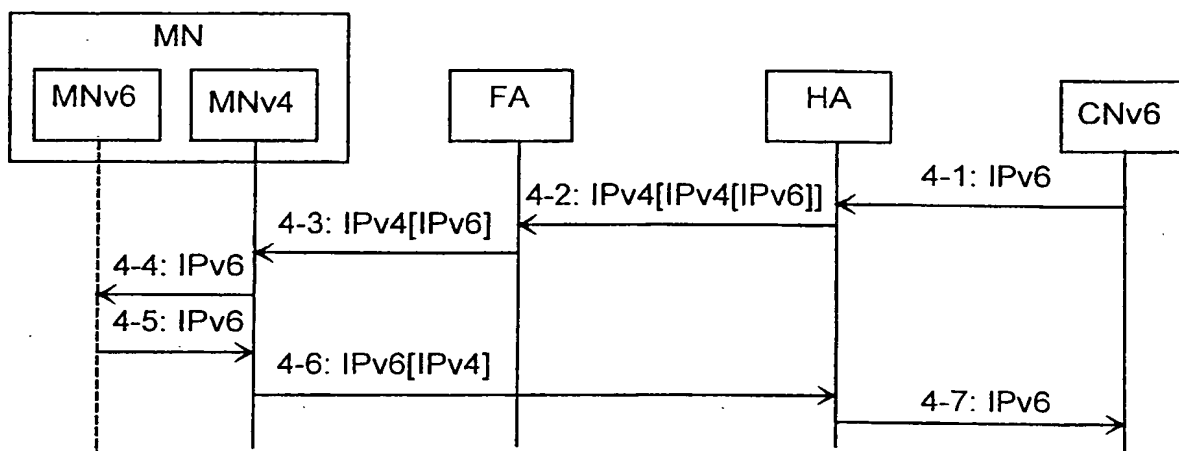 MN
MNv6
MNv4
FA
HA
CNv6
4-1: IPv6
4-2: IPv4[IPv4[IPv6]]
4-3: IPv4[IPv6]
4-4: IPv6
4-5: IPv6
4-6: IPv6[IPv4]
4-7: IPv6